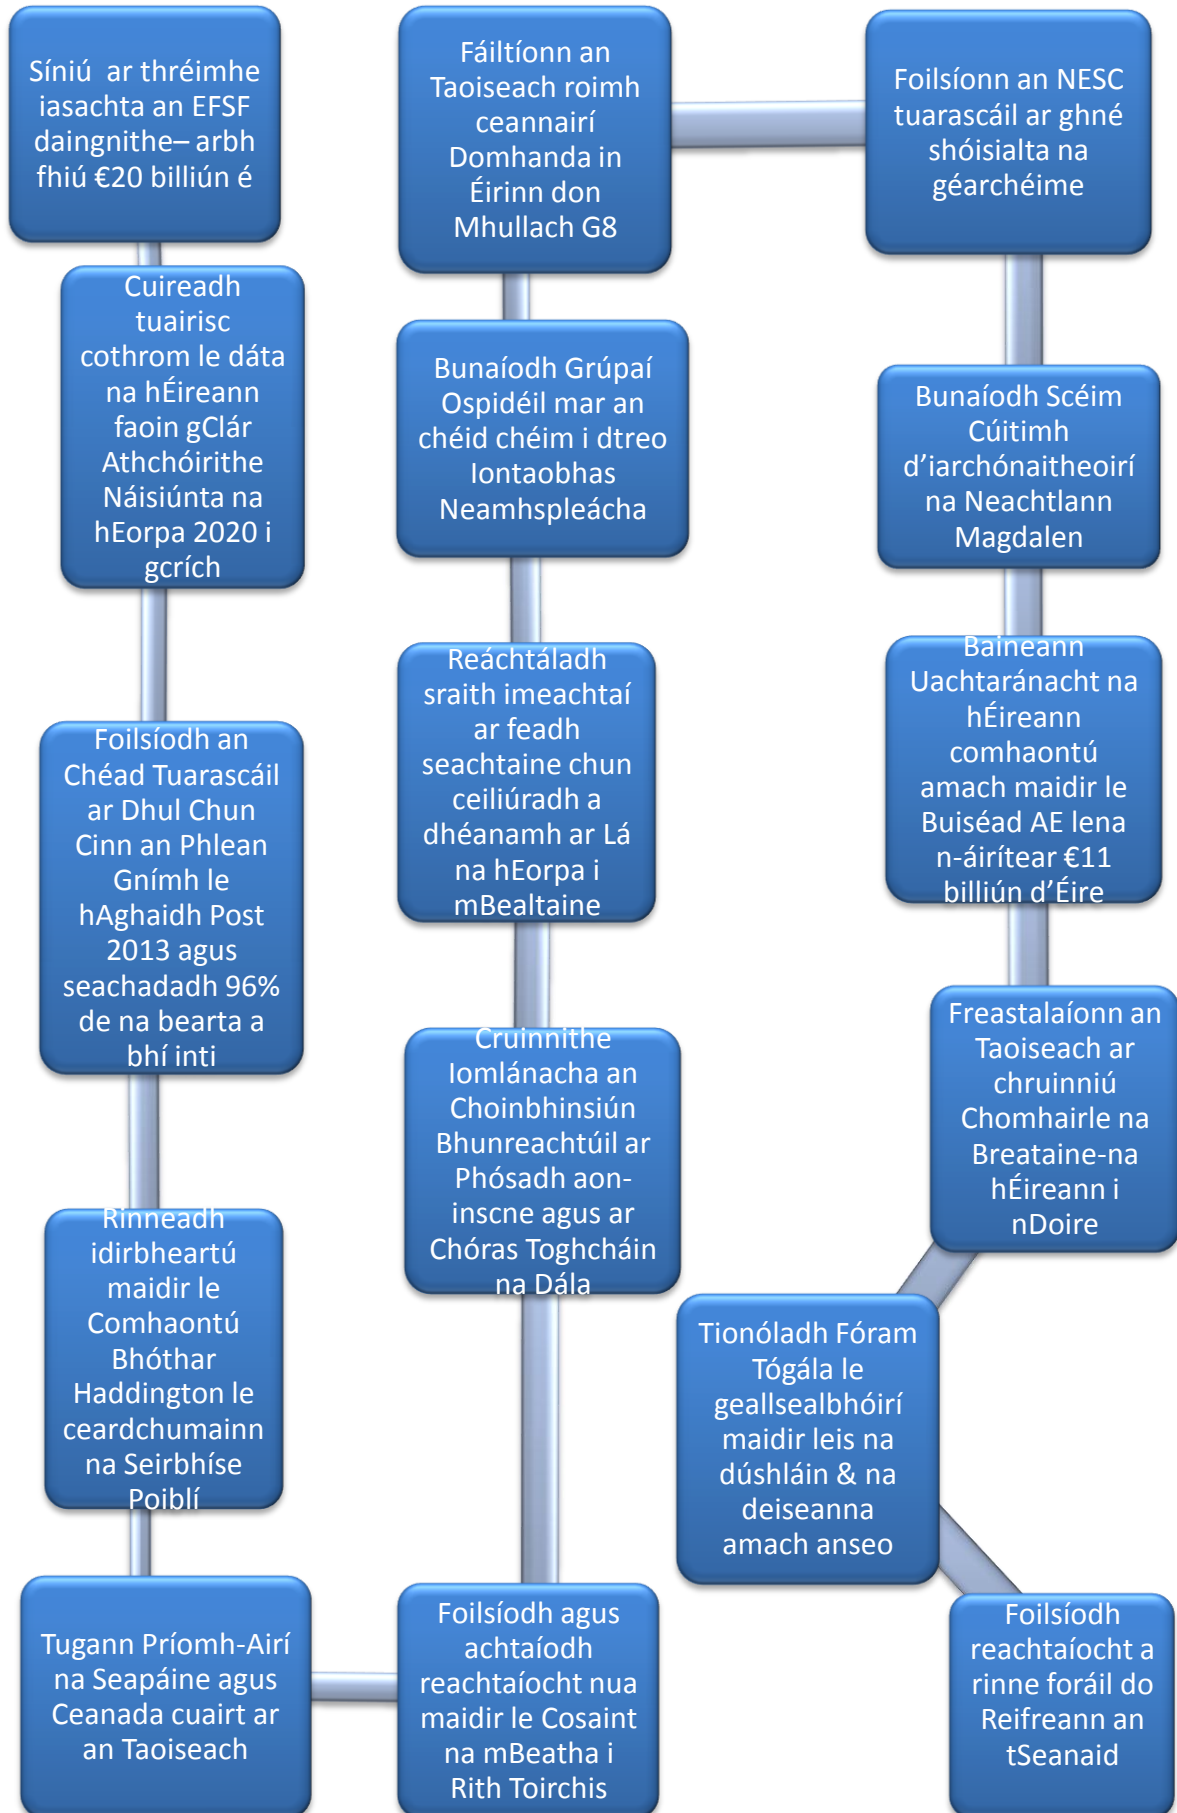 Síniú ar thréimhe
iasachta an EFSF
daingnithe– arbh
fhiú €20 billiún é
Cuireadh
tuairisc
cothrom le dáta
na hÉireann
faoin gClár
Athchóirithe
Náisiúnta na
hEorpa 2020 i
gcrích
Foilsíodh an
Chéad Tuarascáil
ar Dhul Chun
Cinn an Phlean
Gnímh le
hAghaidh Post
2013 agus
seachadadh 96%
de na bearta a
bhí inti
Rinneadh
idirbheartú
maidir le
Comhaontú
Bhóthar
Haddington le
ceardchumainn
na Seirbhíse
Poiblí
Tugann Príomh-Airí
na Seapáine agus
Ceanada cuairt ar
an Taoiseach
Foilsíodh agus
achtaíodh
reachtaíocht nua
maidir le Cosaint
na mBeatha i
Rith Toirchis
Cruinnithe
Iomlánacha an
Choinbhinsiún
Bhunreachtúil ar
Phósadh aon-
inscne agus ar
Chóras Toghcháin
na Dála
Reáchtáladh
sraith imeachtaí
ar feadh
seachtaine chun
ceiliúradh a
dhéanamh ar Lá
na hEorpa i
mBealtaine
Bunaíodh Grúpaí
Ospidéil mar an
chéid chéim i dtreo
Iontaobhas
Neamhspleácha
Fáiltíonn an
Taoiseach roimh
ceannairí
Domhanda in
Éirinn don
Mhullach G8
Foilsíonn an NESC
tuarascáil ar ghné
shóisialta na
géarchéime
Bunaíodh Scéim
Cúitimh
d’iarchónaitheoirí
na Neachtlann
Magdalen
Baineann
Uachtaránacht na
hÉireann
comhaontú
amach maidir le
Buiséad AE lena
n-áirítear €11
billiún d’Éire
Freastalaíonn an
Taoiseach ar
chruinniú
Chomhairle na
Breataine-na
hÉireann i
nDoire
Tionóladh Fóram
Tógála le
geallsealbhóirí
maidir leis na
dúshláin & na
deiseanna
amach anseo
Foilsíodh
reachtaíocht a
rinne foráil do
Reifreann an
tSeanaid